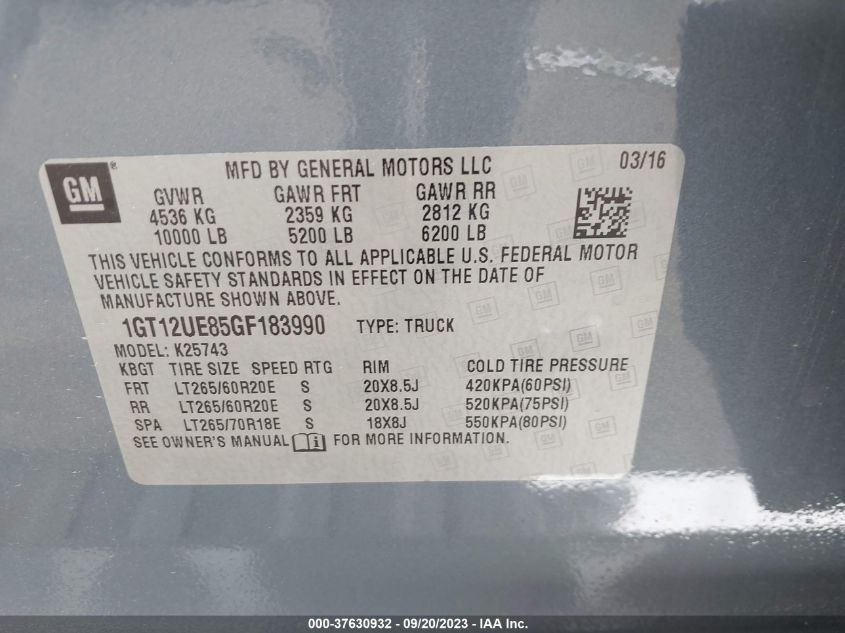 GM ® MFD BY GENERAL MOTORS LLC 03/16
GVWR GAWR FRT GAWR RR
4536 KG 2359 KG 2812 KG
10000 LB 5200 LB 6200 LB
THIS VEHICLE CONFORMS TO ALL APPLICABLE U.S. FEDERAL MOTOR
VEHICLE SAFETY STANDARDS IN EFFECT ON THE DATE OF
MANUFACTURE SHOWN ABOVE.
1GT12UE85GF183990 TYPE: TRUCK
MODEL: K25743
KBGT TIRE SIZE SPEED RTG RIM COLD TIRE PRESSURE
FRT LT265/60R20E S 20X8.5J 420KPA(60PSI)
RR LT265/60R20E S 20X8.5J 520KPA(75PSI)
SPA LT265/70R18E S 18X8J 550KPA(80PSI)
SEE OWNER'S MANUAL i FOR MORE INFORMATION.
000-37630932 - 09/20/2023 - IAA Inc.